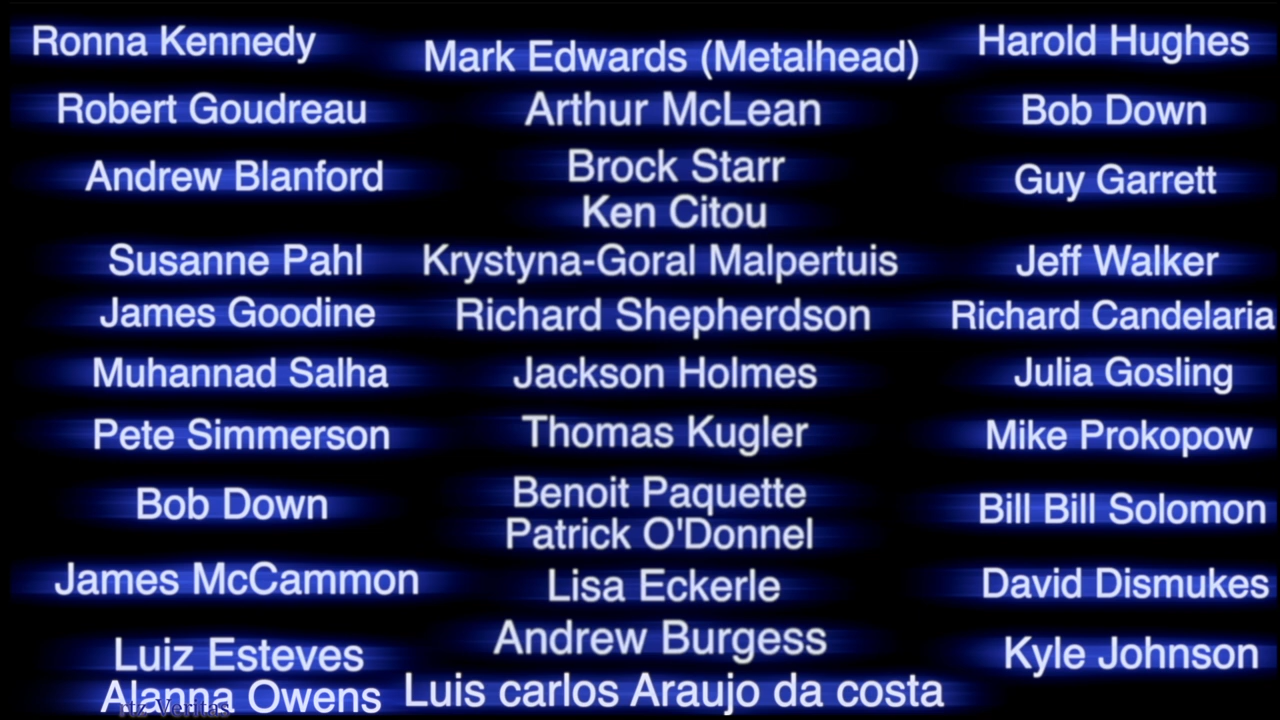 Ronna Kennedy
Robert Goudreau
Andrew Blanford
Susanne Pahl
James Goodine
Muhannad Salha
Pete Simmerson
Bob Down
James McCammon
Luiz Esteves
Alanna Owens
rtz Veritas
Mark Edwards (Metalhead)
Arthur McLean
Brock Starr
Ken Citou
Krystyna-Goral Malpertuis
Richard Shepherdson
Jackson Holmes
Thomas Kugler
Benoit Paquette
Patrick O'Donnel
Lisa Eckerle
Andrew Burgess
Luis carlos Araujo da costa
Harold Hughes
Bob Down
Guy Garrett
Jeff Walker
Richard Candelaria
Julia Gosling
Mike Prokopow
Bill Bill Solomon
David Dismukes
Kyle Johnson